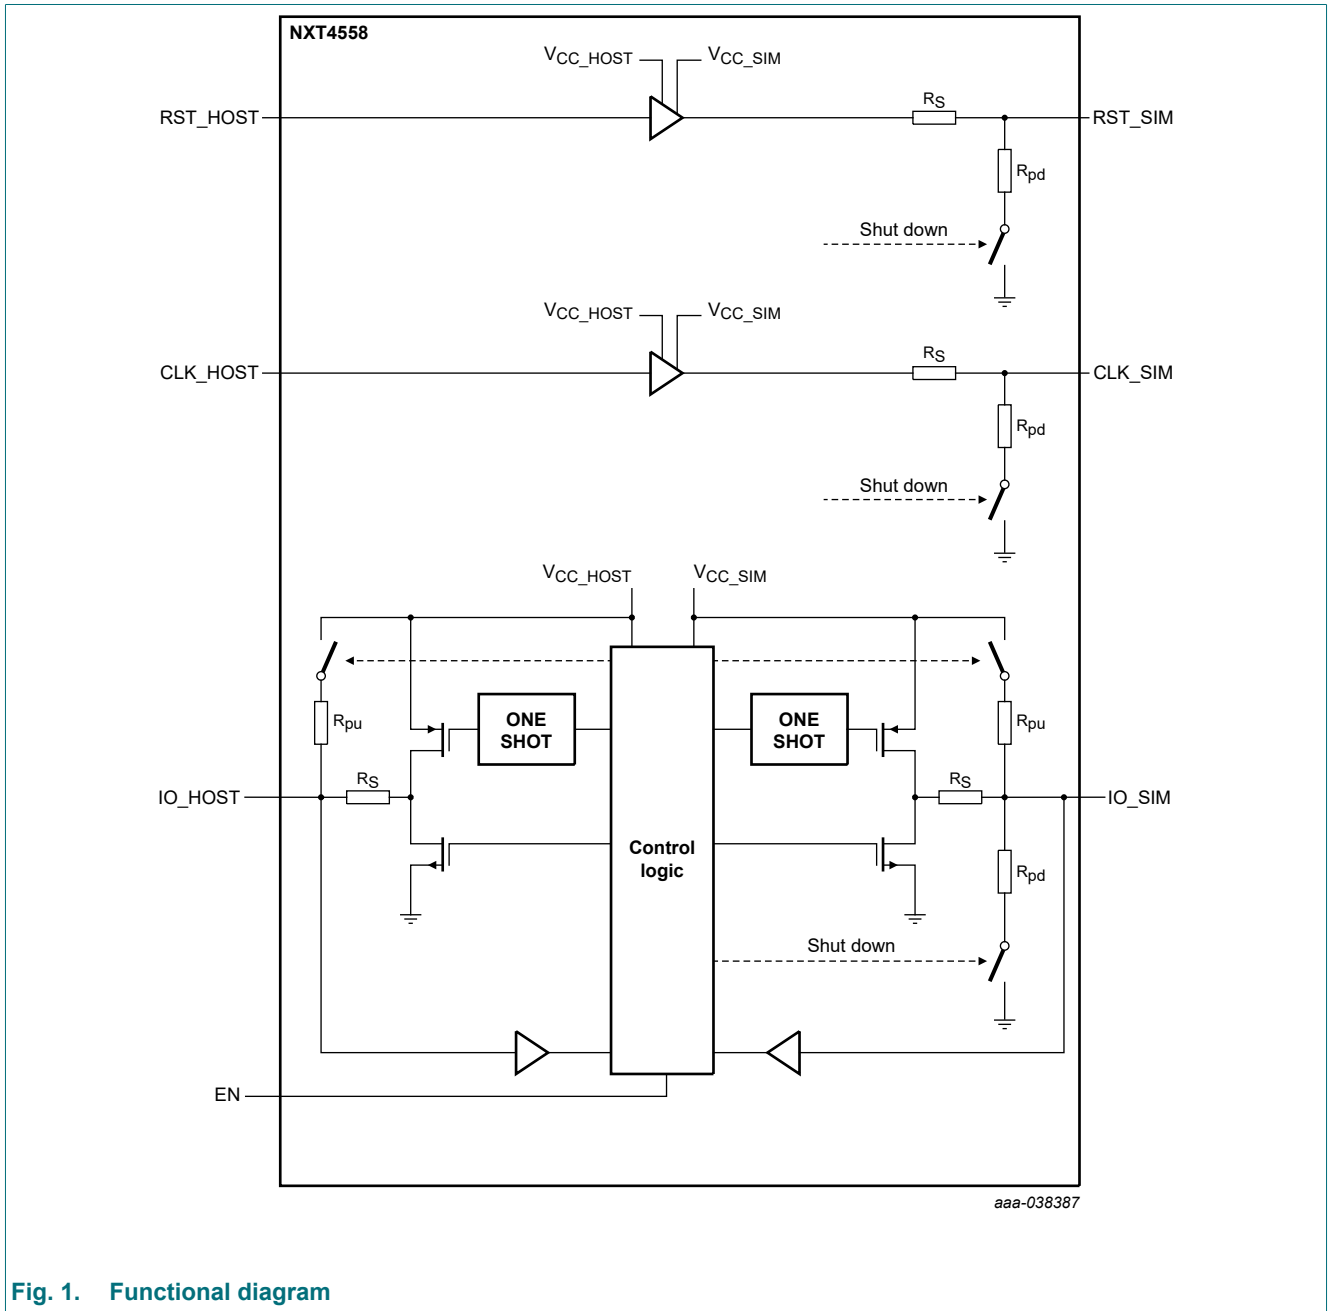 NXT4558
VCC_HOST VCC_SIM
RST_HOST RS RST_SIM
Rpd
Shut down
VCC_HOST VCC_SIM
CLK_HOST RS CLK_SIM
Rpd
Shut down
VCC_HOST VCC_SIM
Rpu ONE SHOT ONE SHOT Rpu
IO_HOST RS RS IO_SIM
Control
logic
Rpd
Shut down
EN
aaa-038387
Fig. 1. Functional diagram